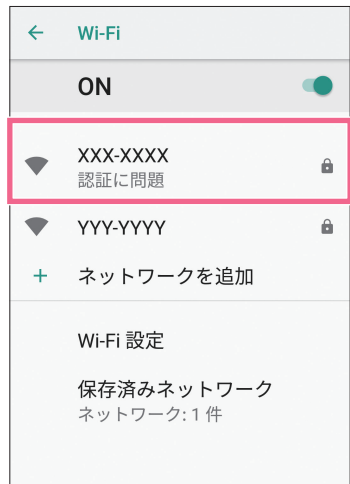 Wi-Fi
ON
XXX-XXXX
認証に問題
YYY-YYYY
ネットワークを追加
Wi-Fi 設定
保存済みネットワーク
ネットワーク: 1 件